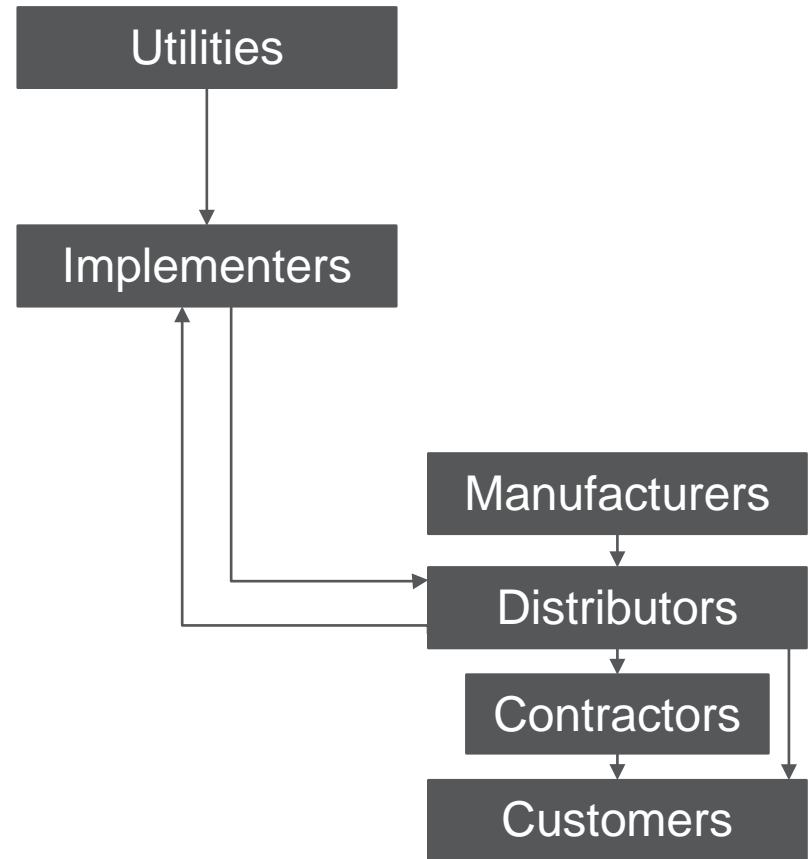 Utilities
Implementers
Manufacturers
Distributors
Contractors
Customers